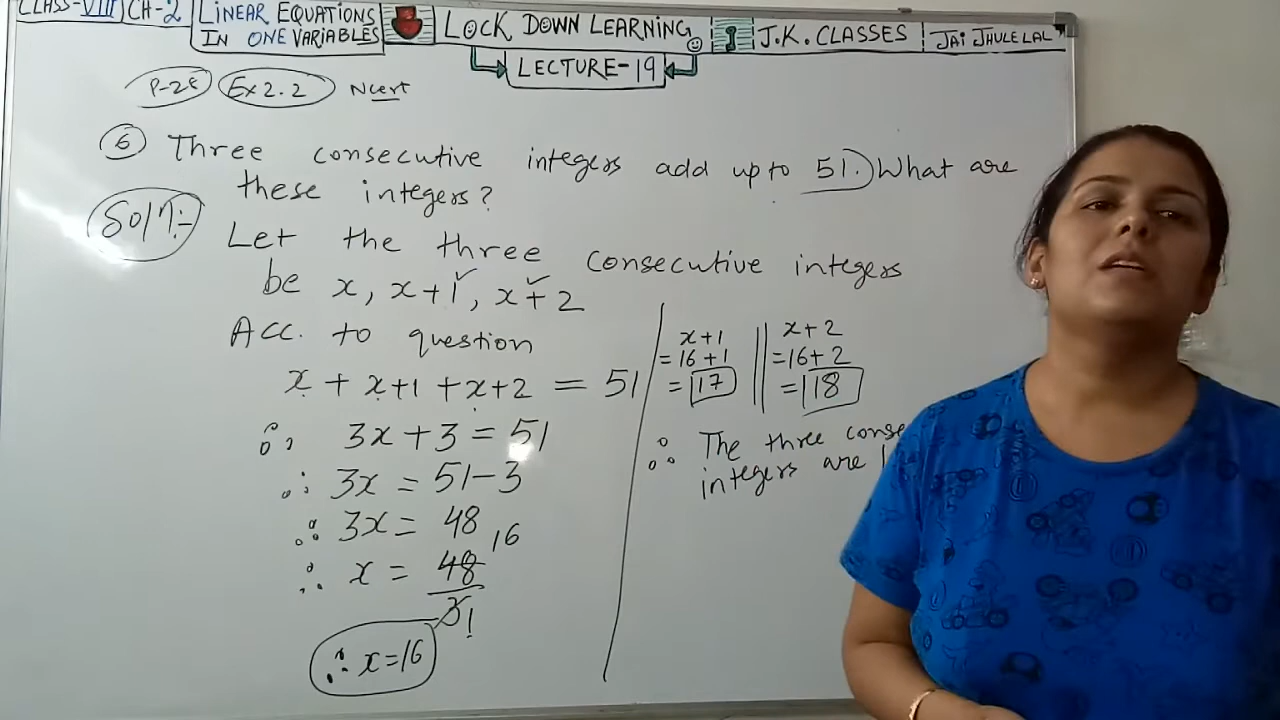 CLASS-VIII CH-2 LINEAR EQUATIONS IN ONE VARIABLES
LOCK DOWN LEARNING
1 J.K. CLASSES JAI JHULELAL
LECTURE-19
P-28 Ex 2.2 Ncert
6 Three consecutive integers add up to 51. What are
these integers?
Sol7:-
Let the three consecutive integers
be x, x+1, x+2
Acc. to question
x + x+1 + x+2 = 51
∴ 3x + 3 = 51
∴ 3x = 51-3
∴ 3x = 48
∴ x = 48/3 16 1
∴ x=16
x+1
= 16+1
= 17
x+2
= 16+2
= 18
∴ The three
integers are